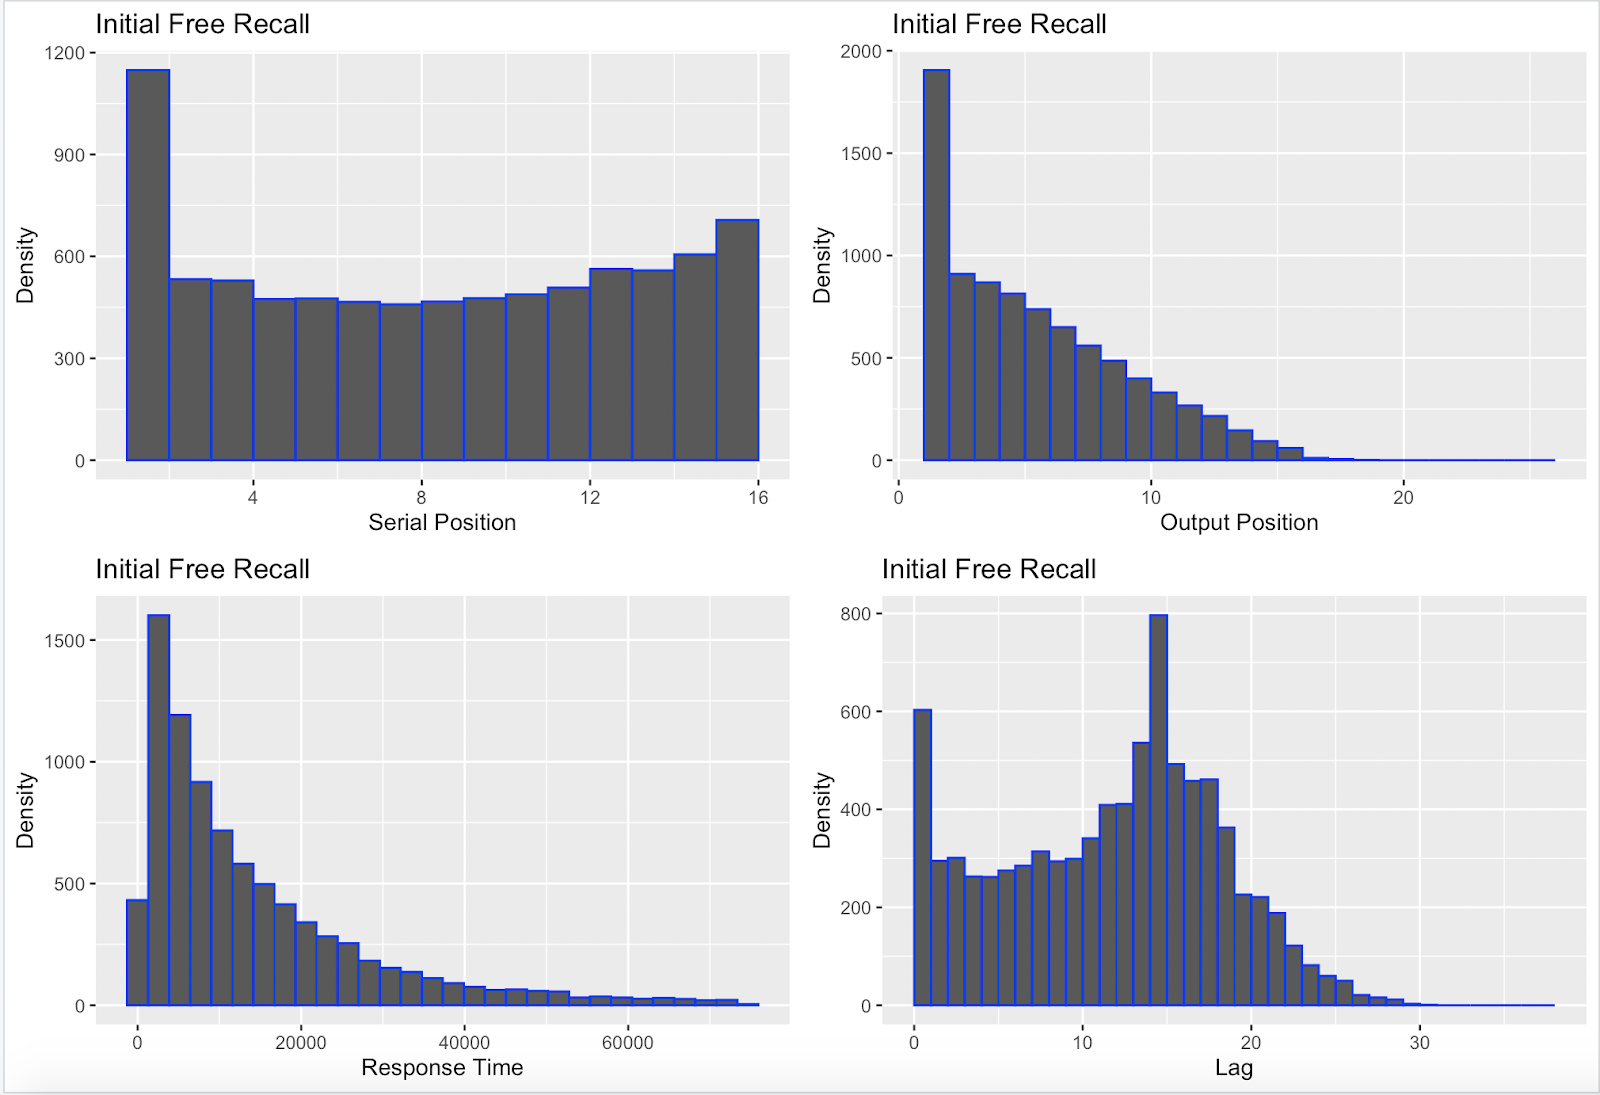 Initial Free Recall
1200
900
600
300
0
Density
4 8 12 16
Serial Position
Initial Free Recall
2000
1500
1000
500
0
Density
0 10 20
Output Position
Initial Free Recall
1500
1000
500
0
Density
0 20000 40000 60000
Response Time
Initial Free Recall
800
600
400
200
0
Density
0 10 20 30
Lag